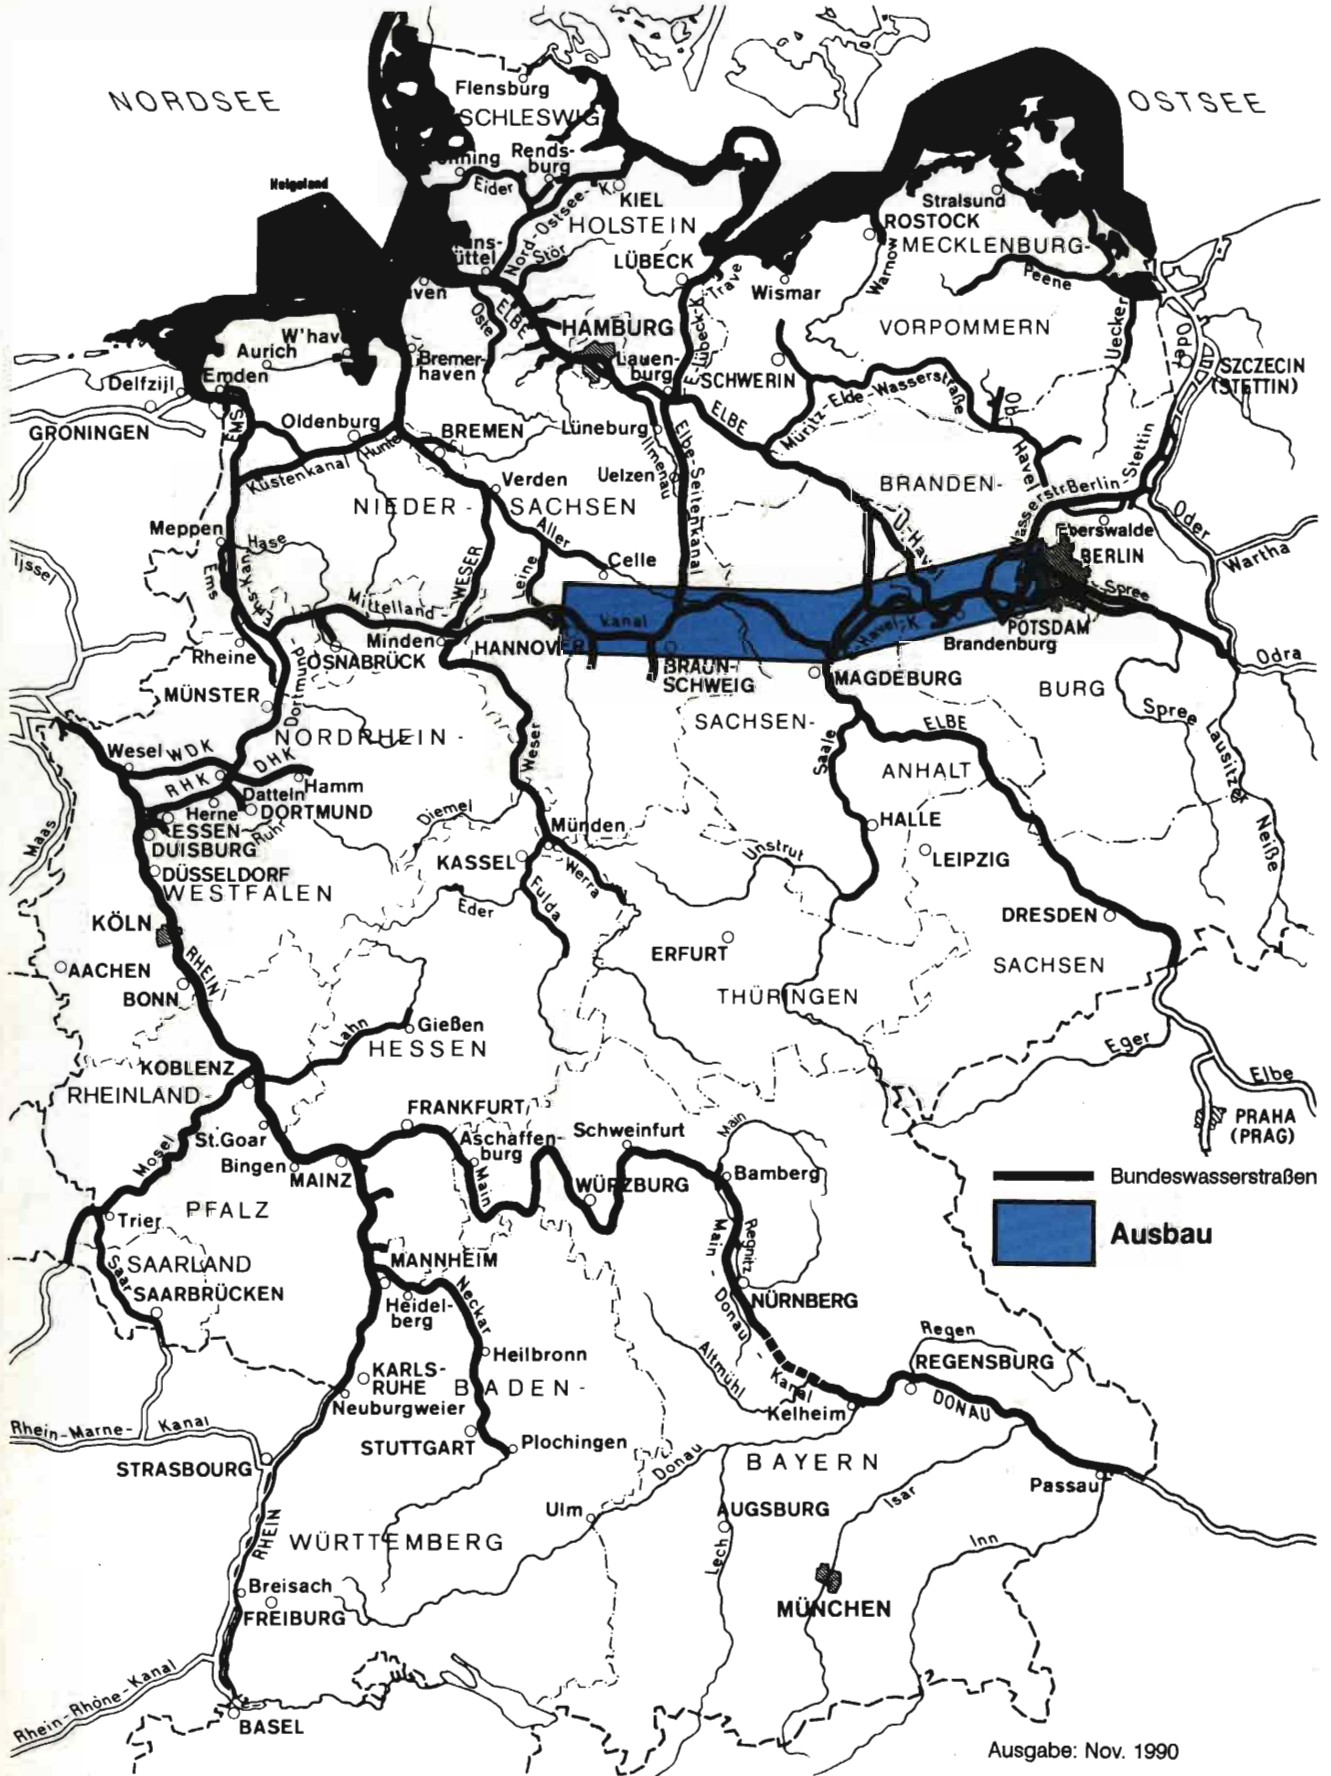 NORDSEE
OSTSEE
Flensburg
SCHLESWIG
Rends-
burg
Eider
Helgoland
KIEL
Nord-Ostsee-K.
HOLSTEIN
Stör
LÜBECK
Trave
Wismar
Stralsund
ROSTOCK
MECKLENBURG-
Warnow
Peene
VORPOMMERN
Uecker
Oder
SZCZECIN
(STETTIN)
Oste
ELBE
HAMBURG
Lauen-
burg
E-Lübeck-K
SCHWERIN
Aurich
Bremer-
haven
Delfzijl
Emden
GRONINGEN
EMS
Oldenburg
Hunte
BREMEN
Küstenkanal
Lüneburg
Ilmenau
Uelzen
Elbe-Seitenkanal
ELBE
Müritz-Elde-Wasserstraße
Havel
Berlin-Stettin
BRANDEN-
Verden
NIEDER-
SACHSEN
Meppen
Hase
Ems
Aller
Celle
Leine
WESER
Eberswalde
BERLIN
Oder
Wartha
Ijssel
Mittelland
kanal
Minden
HANNOVER
Rheine
OSNABRÜCK
BRAUN-
SCHWEIG
-Havel-K
Brandenburg
POTSDAM
Spree
MAGDEBURG
BURG
Odra
Spree
Lausitz
Neiße
MÜNSTER
Dortmund-
NORDRHEIN-
Weser
SACHSEN-
Saale
ELBE
ANHALT
Wesel
WDK
DHK
RHK
Datteln
Hamm
Herne
DORTMUND
ESSEN
Ruhr
DUISBURG
DÜSSELDORF
WESTFALEN
Maas
Diemel
Münden
KASSEL
Werra
Eder
Fulda
Unstrut
HALLE
LEIPZIG
KÖLN
RHEIN
AACHEN
BONN
ERFURT
THÜRINGEN
DRESDEN
SACHSEN
Lahn
Gießen
HESSEN
KOBLENZ
RHEINLAND-
Eger
Elbe
PRAHA
(PRAG)
St.Goar
Bingen
MAINZ
Mosel
FRANKFURT
Aschaffen-
burg
Main
Schweinfurt
WÜRZBURG
Main
Bamberg
Bundeswasserstraßen
Ausbau
Trier
PFALZ
SAARLAND
Saar
SAARBRÜCKEN
MANNHEIM
Heidel-
berg
Neckar
Heilbronn
Main-
Donau-
Kanal
Regnitz
NÜRNBERG
Altmühl
Kelheim
Regen
REGENSBURG
DONAU
KARLS-
RUHE
BADEN-
Neuburgweier
Rhein-Marne-Kanal
STUTTGART
Plochingen
STRASBOURG
Donau
BAYERN
Passau
Ulm
AUGSBURG
Isar
Lech
Inn
RHEIN
WÜRTTEMBERG
Breisach
FREIBURG
MÜNCHEN
Rhein-Rhône-Kanal
BASEL
Ausgabe: Nov. 1990